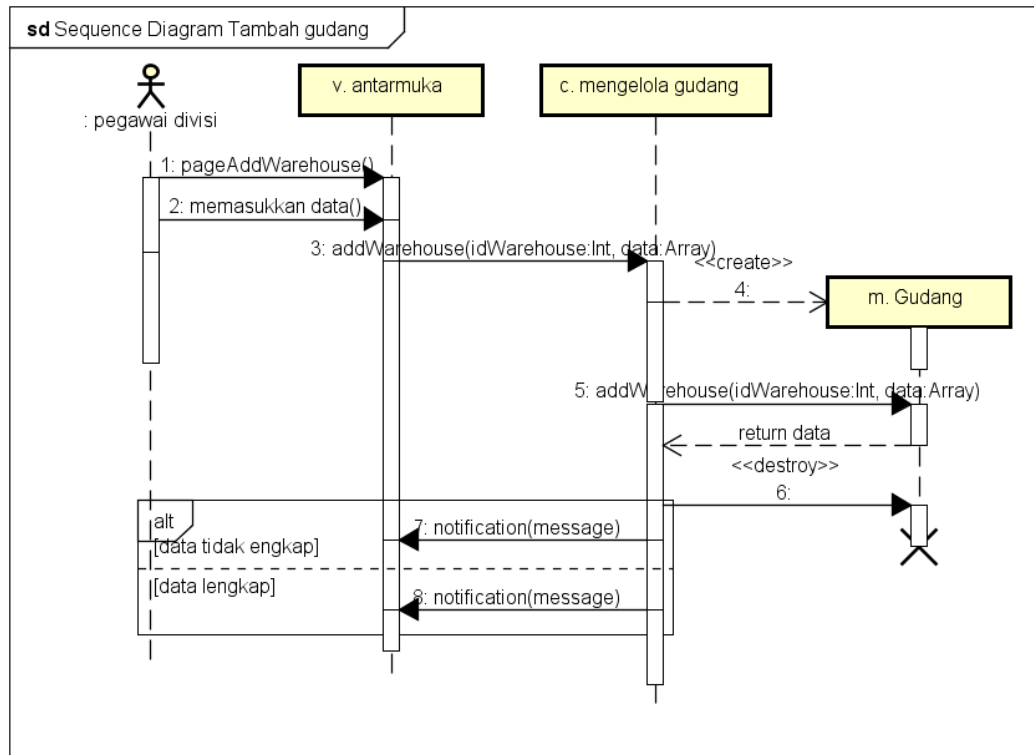 sd Sequence Diagram Tambah gudang
: pegawai divisi
v. antarmuka
c. mengelola gudang
1: pageAddWarehouse()
2: memasukkan data()
3: addWarehouse(idWarehouse:Int, data:Array)
<<create>>
4:
m. Gudang
5: addWarehouse(idWarehouse:Int, data:Array)
return data
<<destroy>>
6:
alt
7: notification(message)
[data tidak engkap]
[data lengkap]
8: notification(message)